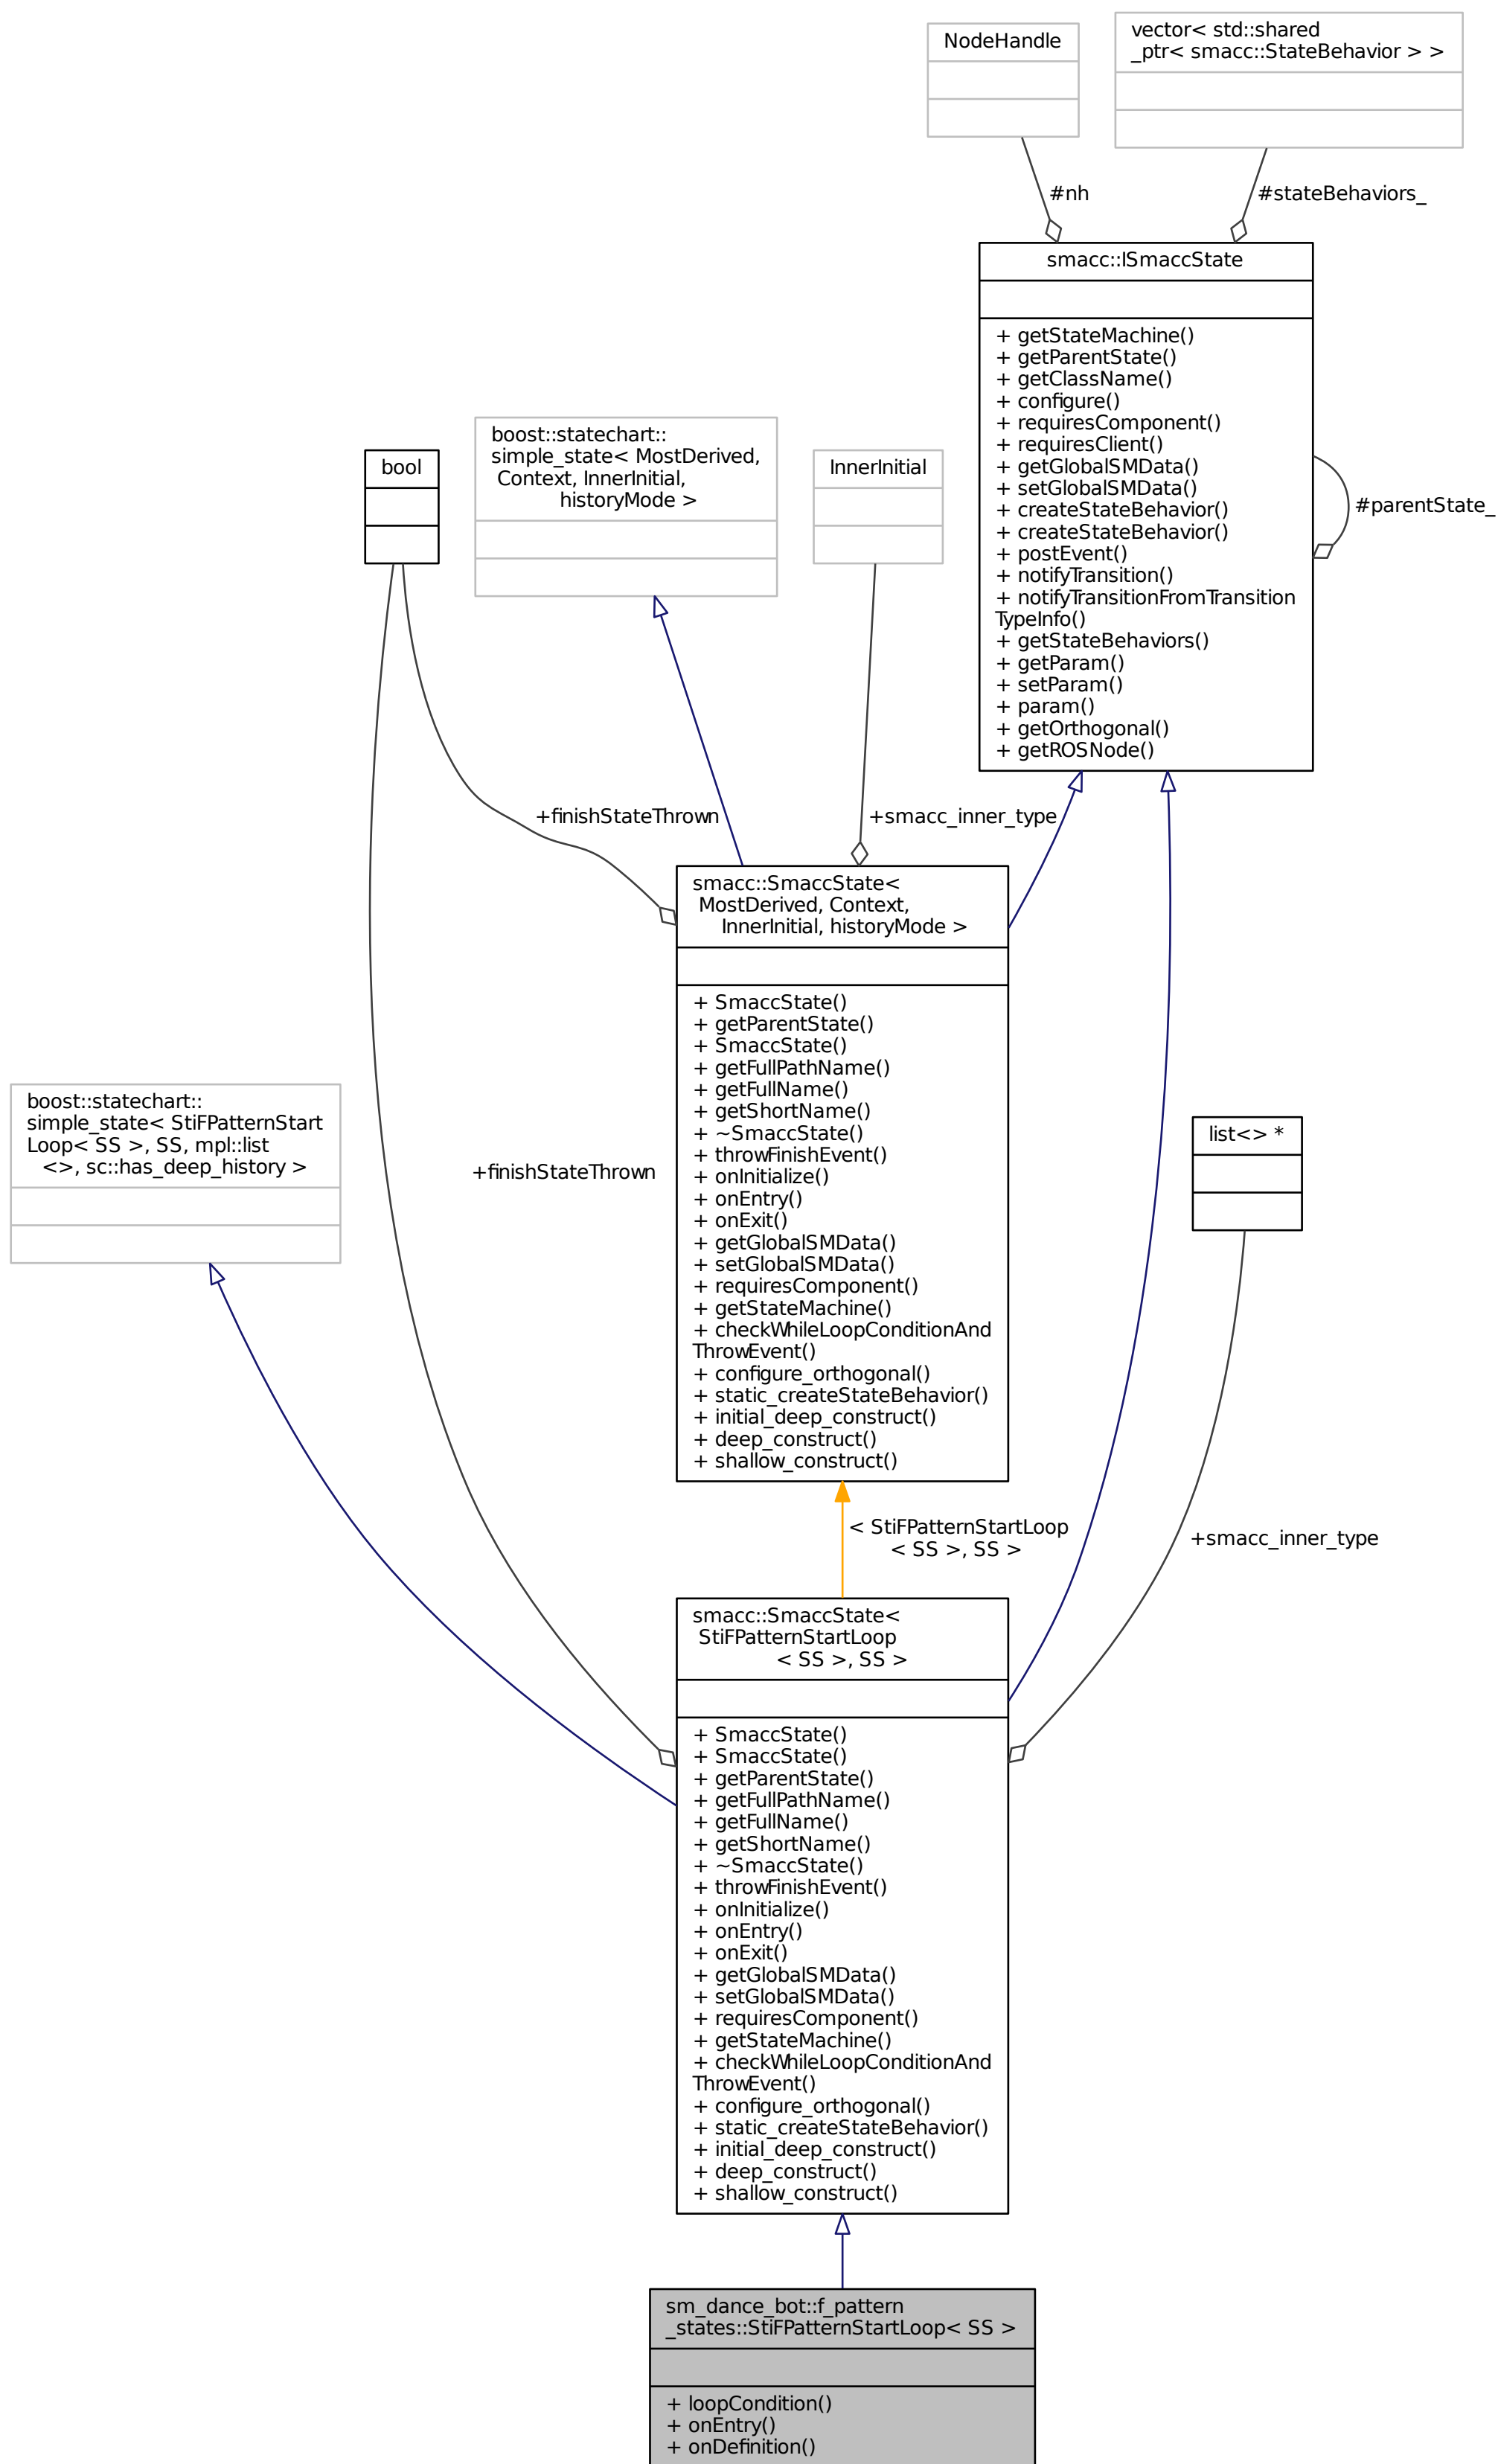 NodeHandle
vector< std::shared
_ptr< smacc::StateBehavior > >
#nh
#stateBehaviors_
smacc::ISmaccState
+ getStateMachine()
+ getParentState()
+ getClassName()
+ configure()
+ requiresComponent()
+ requiresClient()
+ getGlobalSMData()
+ setGlobalSMData()
+ createStateBehavior()
+ createStateBehavior()
+ postEvent()
+ notifyTransition()
+ notifyTransitionFromTransition
TypeInfo()
+ getStateBehaviors()
+ getParam()
+ setParam()
+ param()
+ getOrthogonal()
+ getROSNode()
#parentState_
bool
boost::statechart::
simple_state< MostDerived,
Context, InnerInitial,
historyMode >
InnerInitial
+finishStateThrown
+smacc_inner_type
smacc::SmaccState<
MostDerived, Context,
InnerInitial, historyMode >
+ SmaccState()
+ getParentState()
+ SmaccState()
+ getFullPathName()
+ getFullName()
+ getShortName()
+ ~SmaccState()
+ throwFinishEvent()
+ onInitialize()
+ onEntry()
+ onExit()
+ getGlobalSMData()
+ setGlobalSMData()
+ requiresComponent()
+ getStateMachine()
+ checkWhileLoopConditionAnd
ThrowEvent()
+ configure_orthogonal()
+ static_createStateBehavior()
+ initial_deep_construct()
+ deep_construct()
+ shallow_construct()
boost::statechart::
simple_state< StiFPatternStart
Loop< SS >, SS, mpl::list
<>, sc::has_deep_history >
+finishStateThrown
list<> *
< StiFPatternStartLoop
< SS >, SS >
+smacc_inner_type
smacc::SmaccState<
StiFPatternStartLoop
< SS >, SS >
+ SmaccState()
+ SmaccState()
+ getParentState()
+ getFullPathName()
+ getFullName()
+ getShortName()
+ ~SmaccState()
+ throwFinishEvent()
+ onInitialize()
+ onEntry()
+ onExit()
+ getGlobalSMData()
+ setGlobalSMData()
+ requiresComponent()
+ getStateMachine()
+ checkWhileLoopConditionAnd
ThrowEvent()
+ configure_orthogonal()
+ static_createStateBehavior()
+ initial_deep_construct()
+ deep_construct()
+ shallow_construct()
sm_dance_bot::f_pattern
_states::StiFPatternStartLoop< SS >
+ loopCondition()
+ onEntry()
+ onDefinition()